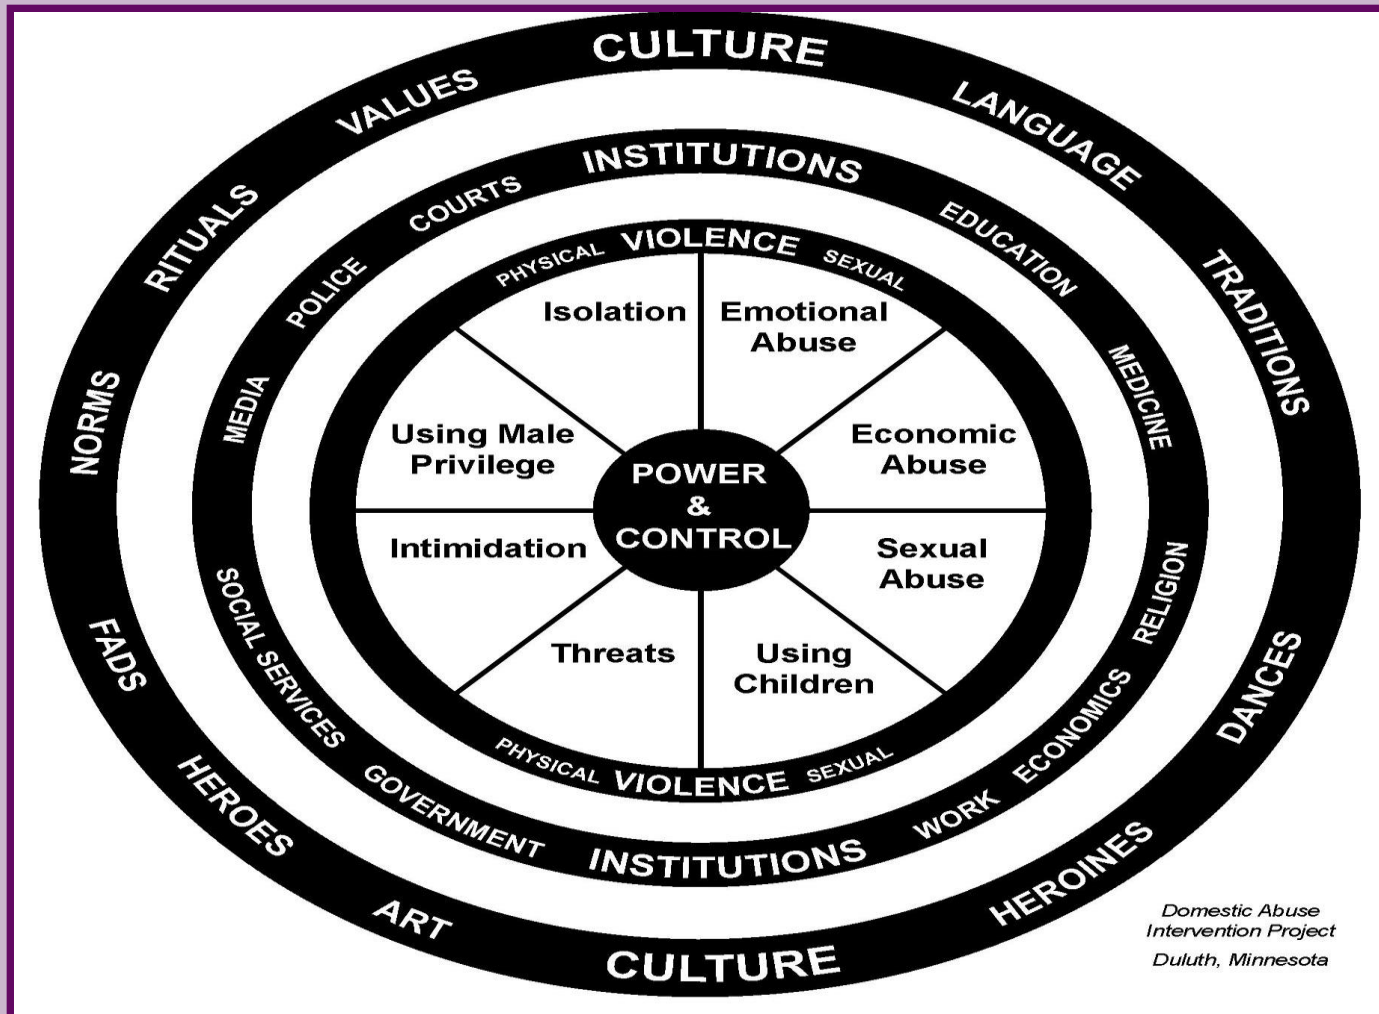 CULTURE
LANGUAGE
TRADITIONS
DANCES
HEROINES
CULTURE
ART
HEROES
FADS
NORMS
RITUALS
VALUES
INSTITUTIONS
EDUCATION
MEDICINE
RELIGION
ECONOMICS
WORK
INSTITUTIONS
GOVERNMENT
SOCIAL SERVICES
MEDIA
POLICE
COURTS
PHYSICAL VIOLENCE SEXUAL
Isolation
Emotional
Abuse
Economic
Abuse
Sexual
Abuse
Using
Children
Threats
Intimidation
Using Male
Privilege
POWER
&
CONTROL
PHYSICAL VIOLENCE SEXUAL
Domestic Abuse
Intervention Project
Duluth, Minnesota